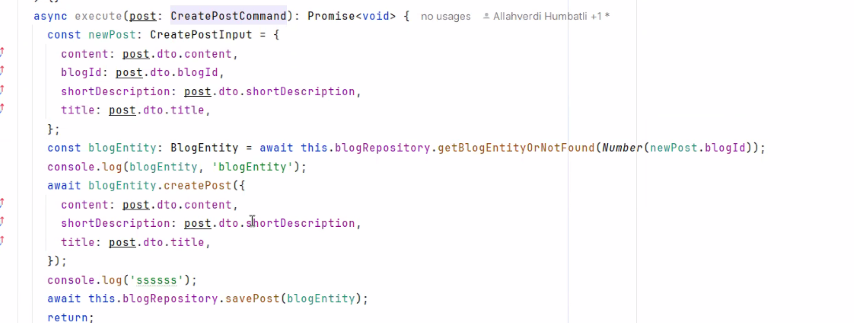 async execute(post: CreatePostCommand): Promise<void> { no usages Allahverdi Humbatli +1 *
const newPost: CreatePostInput = {
content: post.dto.content,
blogId: post.dto.blogId,
shortDescription: post.dto.shortDescription,
title: post.dto.title,
};
const blogEntity: BlogEntity = await this.blogRepository.getBlogEntityOrNotFound(Number(newPost.blogId));
console.log(blogEntity, 'blogEntity');
await blogEntity.createPost({
content: post.dto.content,
shortDescription: post.dto.shortDescription,
title: post.dto.title,
});
console.log('ssssss');
await this.blogRepository.savePost(blogEntity);
return;